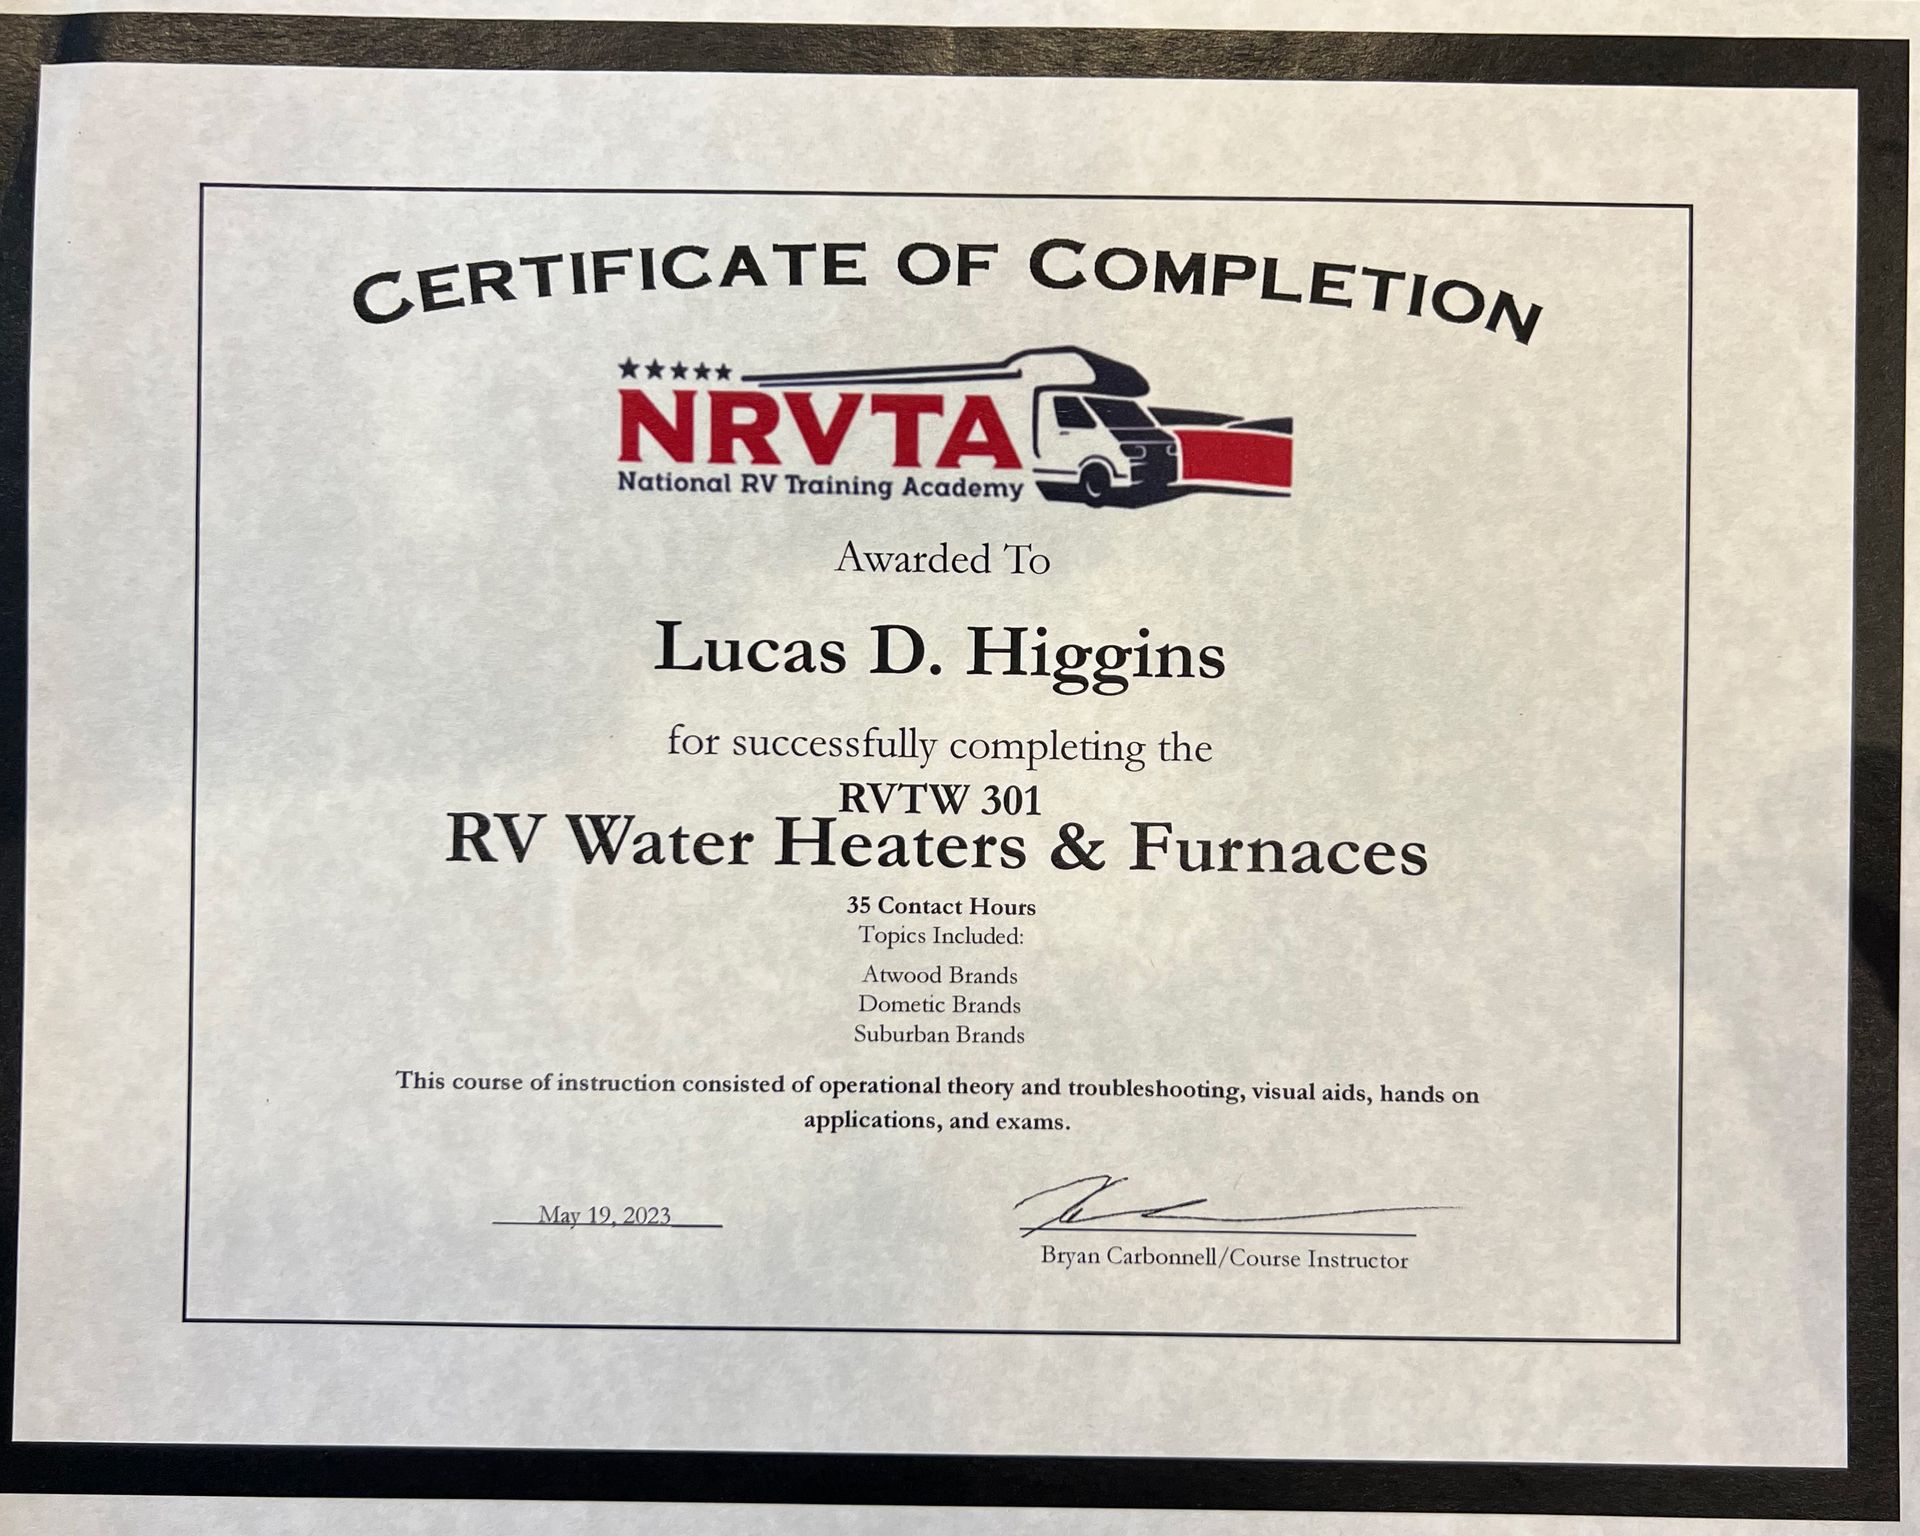 CERTIFICATE OF COMPLETION
NRVTA
National RV Training Academy
Awarded To
Lucas D. Higgins
for successfully completing the
RVTW 301
RV Water Heaters & Furnaces
35 Contact Hours
Topics Included:
Atwood Brands
Dometic Brands
Suburban Brands
This course of instruction consisted of operational theory and troubleshooting, visual aids, hands on
applications, and exams.
May 19, 2023
Bryan Carbonnell/Course Instructor